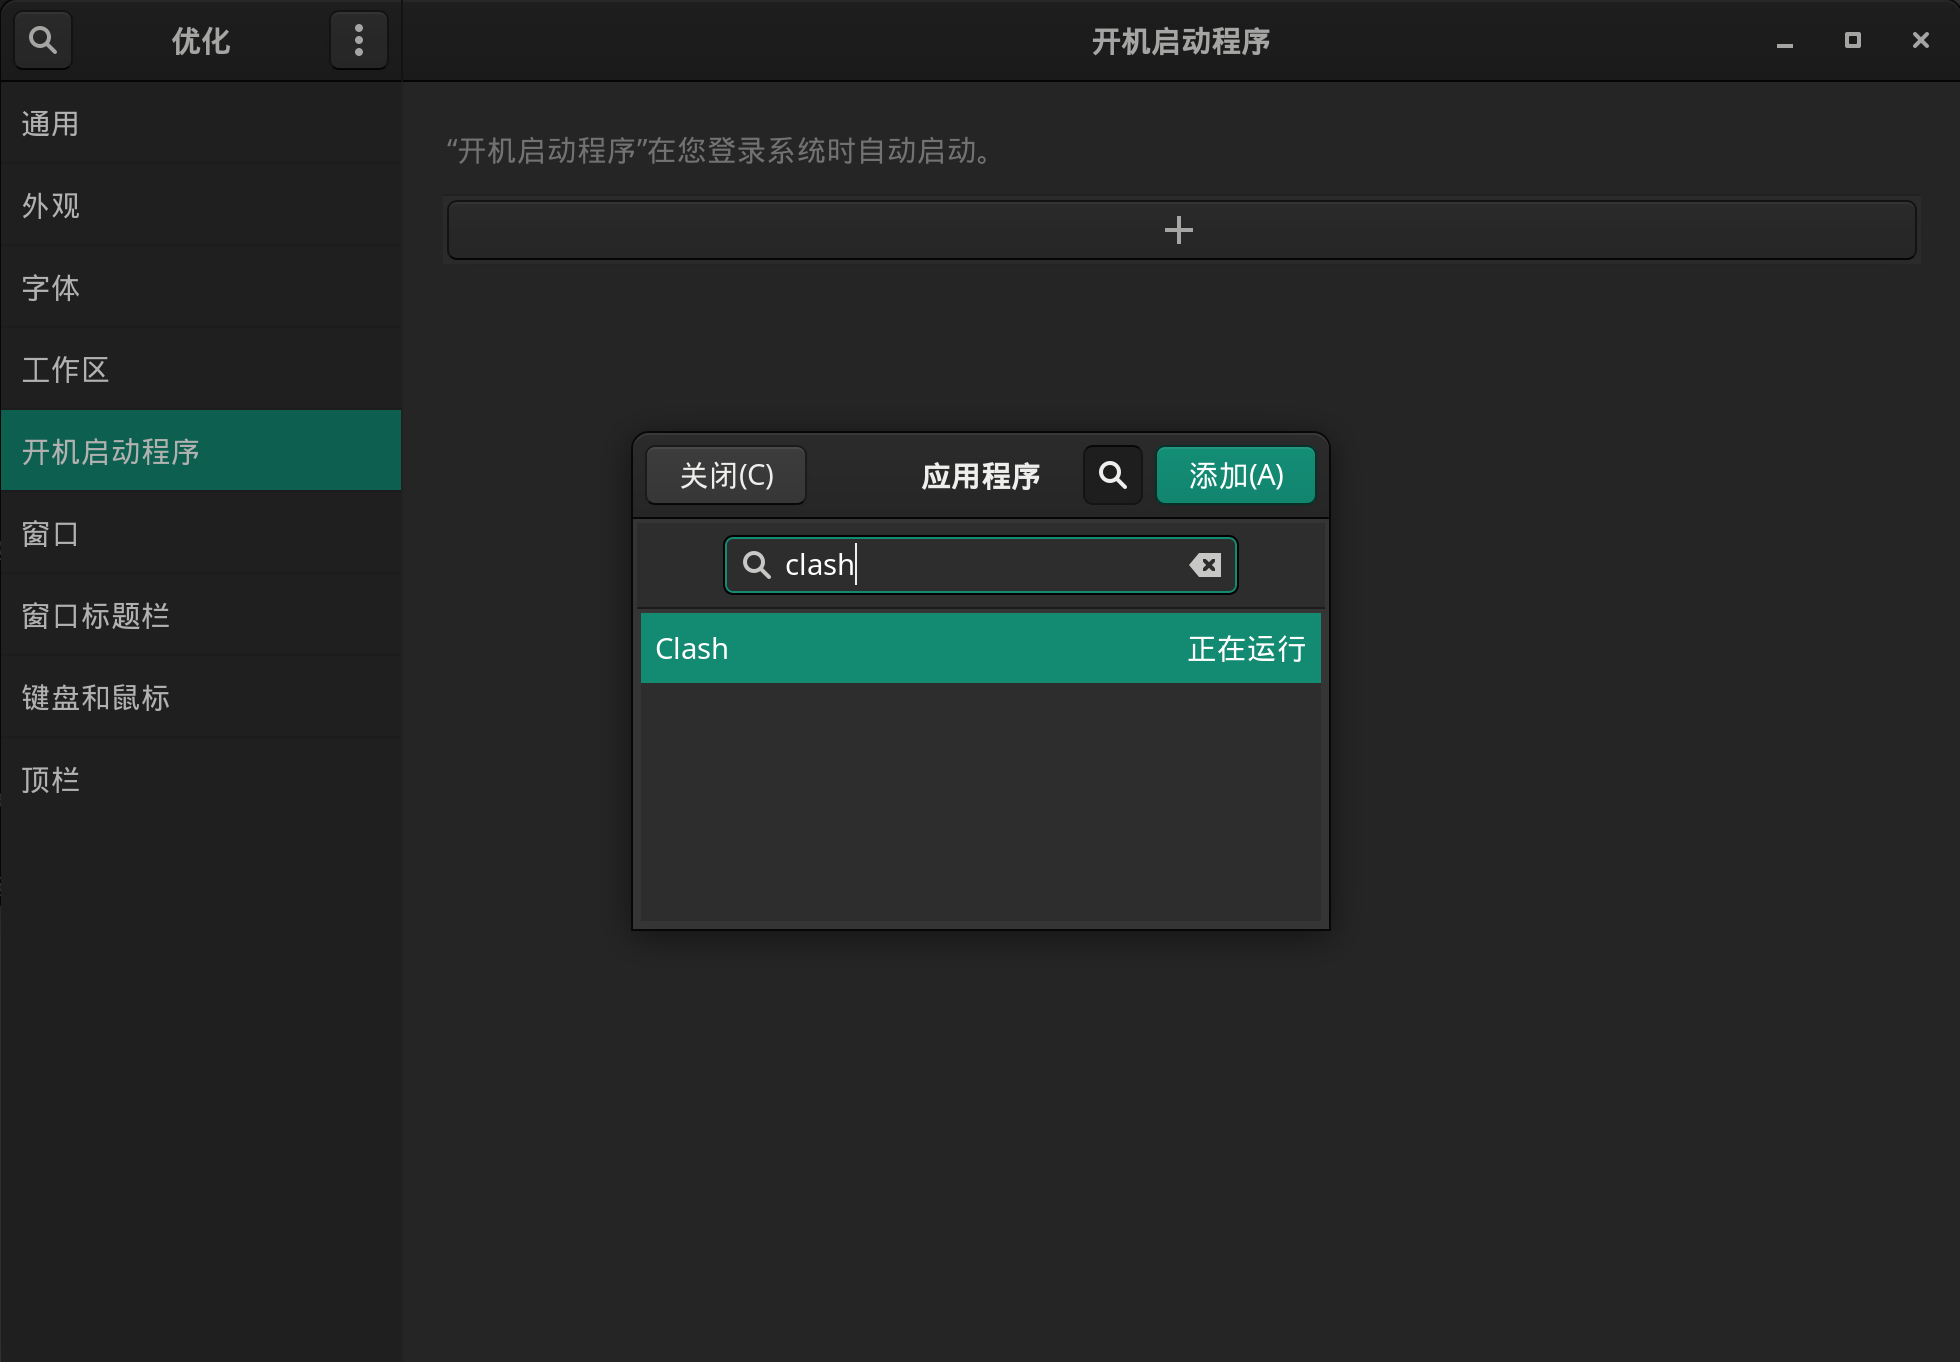 优化
开机启动程序
通用
外观
字体
工作区
开机启动程序
窗口
窗口标题栏
键盘和鼠标
顶栏
“开机启动程序”在您登录系统时自动启动。
关闭(C)
应用程序
添加(A)
clash
Clash
正在运行